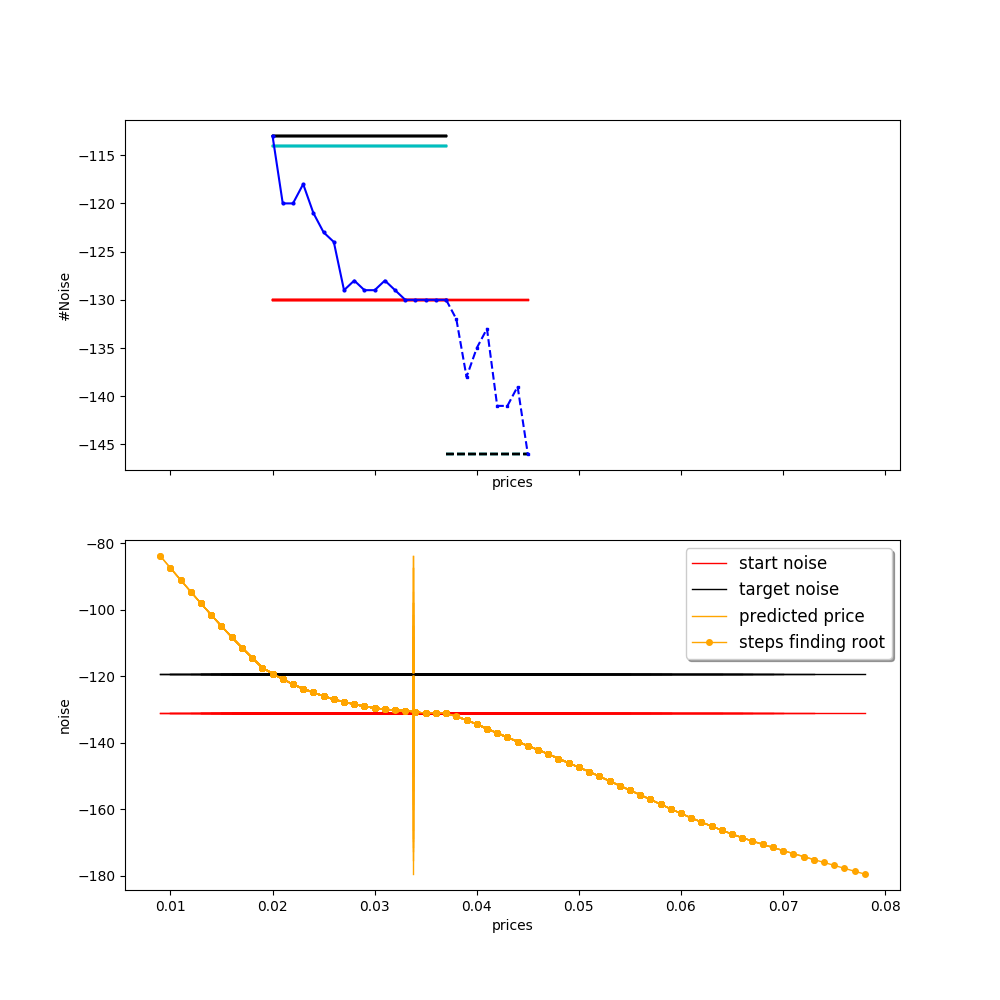 −115
−120
−125
−130
−135
−140
−145
#Noise
prices
−80
−100
−120
−140
−160
−180
noise
start noise
target noise
predicted price
steps finding root
0.01 0.02 0.03 0.04 0.05 0.06 0.07 0.08
prices